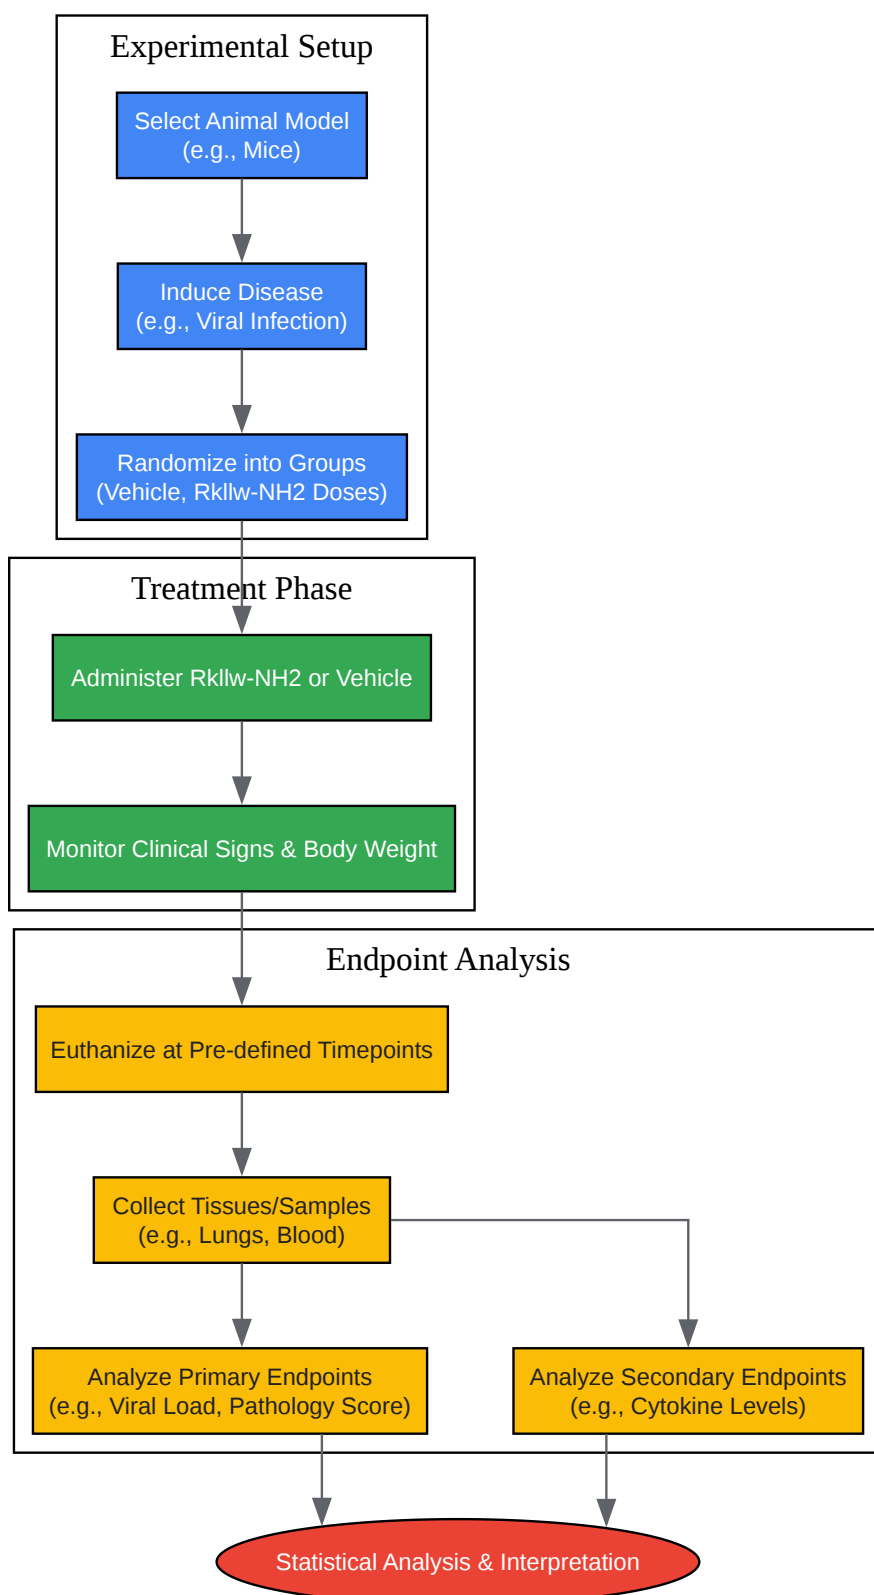 Experimental Setup
Select Animal Model
(e.g., Mice)
Induce Disease
(e.g., Viral Infection)
Randomize into Groups
(Vehicle, Rkllw-NH2 Doses)
Treatment Phase
Administer Rkllw-NH2 or Vehicle
Monitor Clinical Signs & Body Weight
Endpoint Analysis
Euthanize at Pre-defined Timepoints
Collect Tissues/Samples
(e.g., Lungs, Blood)
Analyze Primary Endpoints
(e.g., Viral Load, Pathology Score)
Analyze Secondary Endpoints
(e.g., Cytokine Levels)
Statistical Analysis & Interpretation